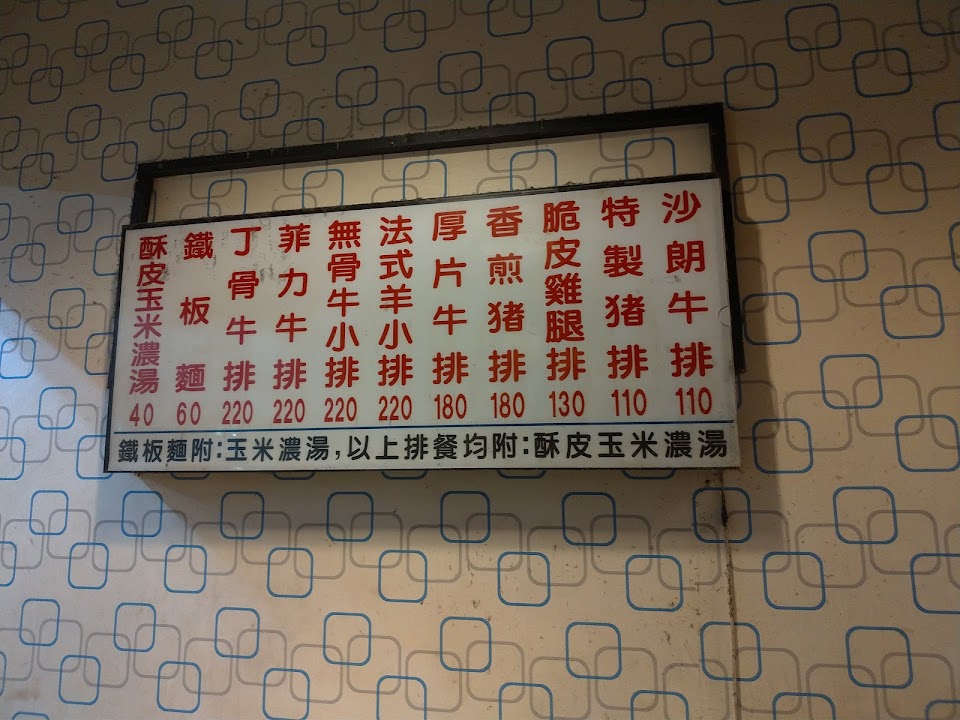 沙朗牛排 110
特製猪排 110
脆皮雞腿排 130
香煎猪排 180
厚片牛排 180
法式羊小排 220
無骨牛小排 220
菲力牛排 220
丁骨牛排 220
鐵板麵 60
酥皮玉米濃湯 40
鐵板麵附:玉米濃湯,以上排餐均附:酥皮玉米濃湯